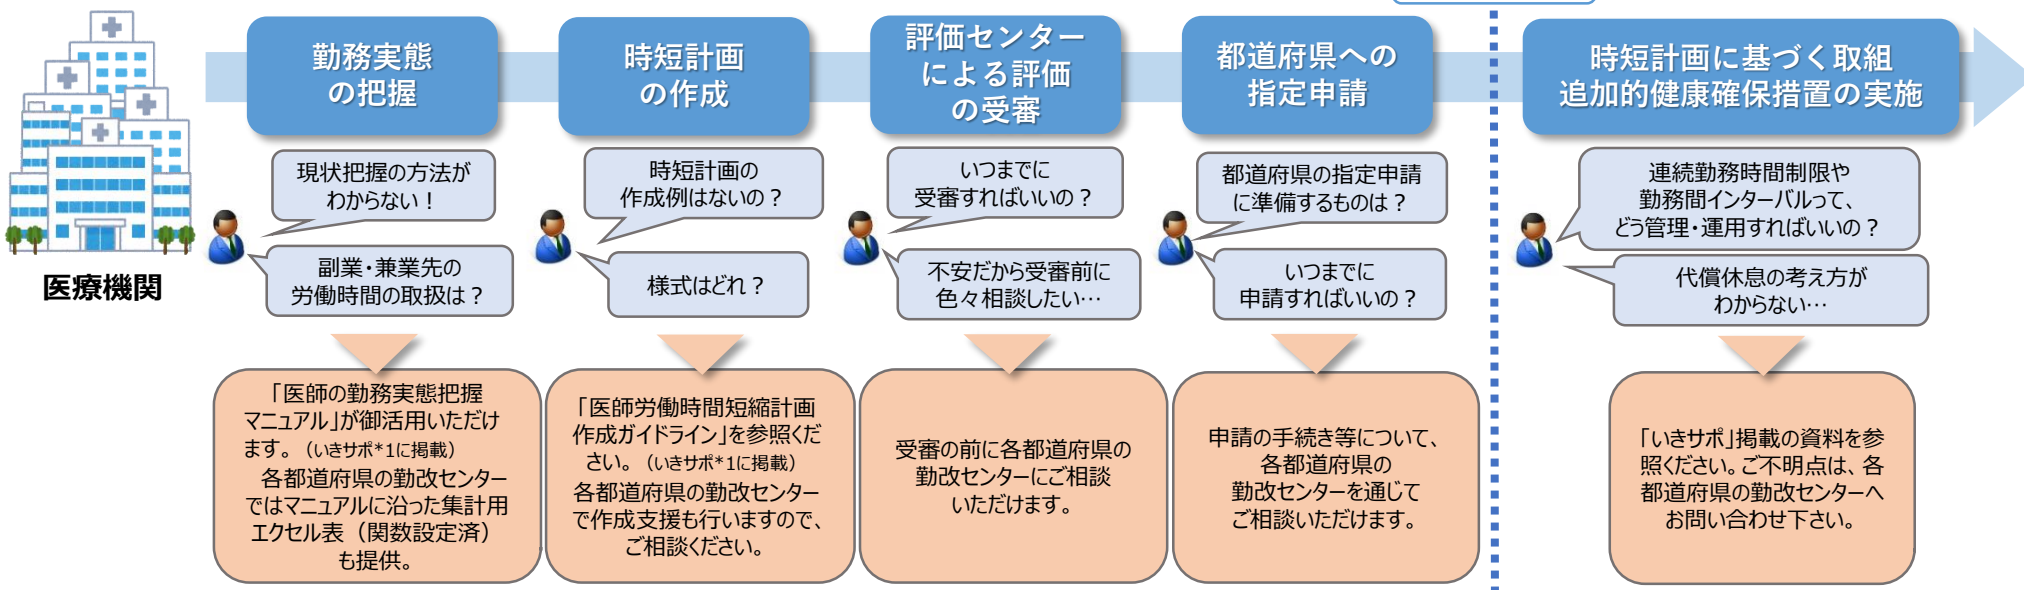 医療機関
勤務実態
の把握
現状把握の方法が
わからない！
副業・兼業先の
労働時間の取扱は？
「医師の勤務実態把握
マニュアル」が御活用いただけ
ます。（いきサポ*1に掲載）
各都道府県の勤改センター
ではマニュアルに沿った集計用
エクセル表（関数設定済）
も提供。
時短計画
の作成
時短計画の
作成例はないの？
様式はどれ？
「医師労働時間短縮計画
作成ガイドライン」を参照くだ
さい。（いきサポ*1に掲載）
各都道府県の勤改センター
で作成支援も行いますので、
ご相談ください。
評価センター
による評価
の受審
いつまでに
受審すればいいの？
不安だから受審前に
色々相談したい…
受審の前に各都道府県の
勤改センターにご相談
いただけます。
都道府県への
指定申請
都道府県の指定申請
に準備するものは？
いつまでに
申請すればいいの？
申請の手続き等について、
各都道府県の
勤改センターを通じて
ご相談いただけます。
時短計画に基づく取組
追加的健康確保措置の実施
連続勤務時間制限や
勤務間インターバルって、
どう管理・運用すればいいの？
代償休息の考え方が
わからない…
「いきサポ」掲載の資料を参
照ください。ご不明点は、各
都道府県の勤改センターへ
お問い合わせ下さい。